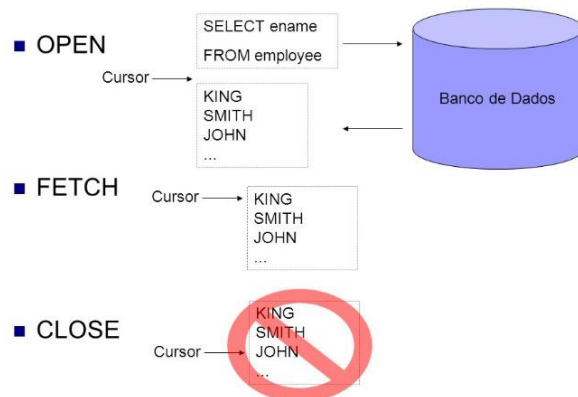 SELECT ename
FROM employee
OPEN
Cursor
KING
SMITH
JOHN
...
Banco de Dados
FETCH
Cursor
KING
SMITH
JOHN
...
CLOSE
Cursor
KING
SMITH
JOHN
...